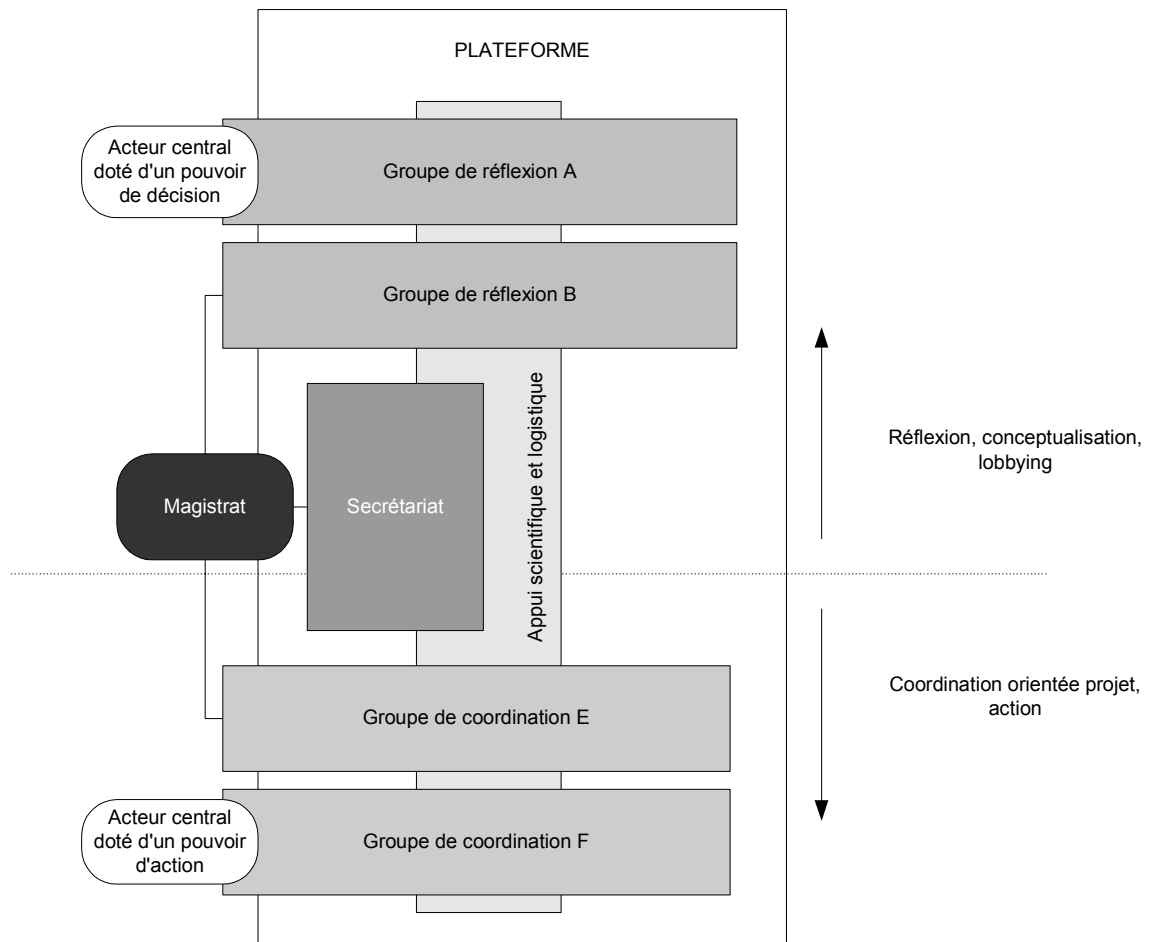 PLATEFORME
Acteur central
doté d'un pouvoir
de décision
Groupe de réflexion A
Groupe de réflexion B
Magistrat
Secrétariat
Appui scientifique et logistique
Réflexion, conceptualisation,
lobbying
Groupe de coordination E
Coordination orientée projet,
action
Acteur central
doté d'un pouvoir
d'action
Groupe de coordination F